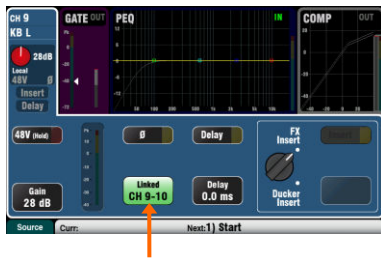 CH 9
KB L
28dB
Local
48V Ø
Insert
Delay
GATE OUT
PEQ
IN
COMP
OUT
48V (Hold)
Ø
Delay
FX
Insert
Gain
28 dB
Linked
CH 9-10
Delay
0.0 ms
Ducker
Insert
Source
Curr:
Next:1) Start